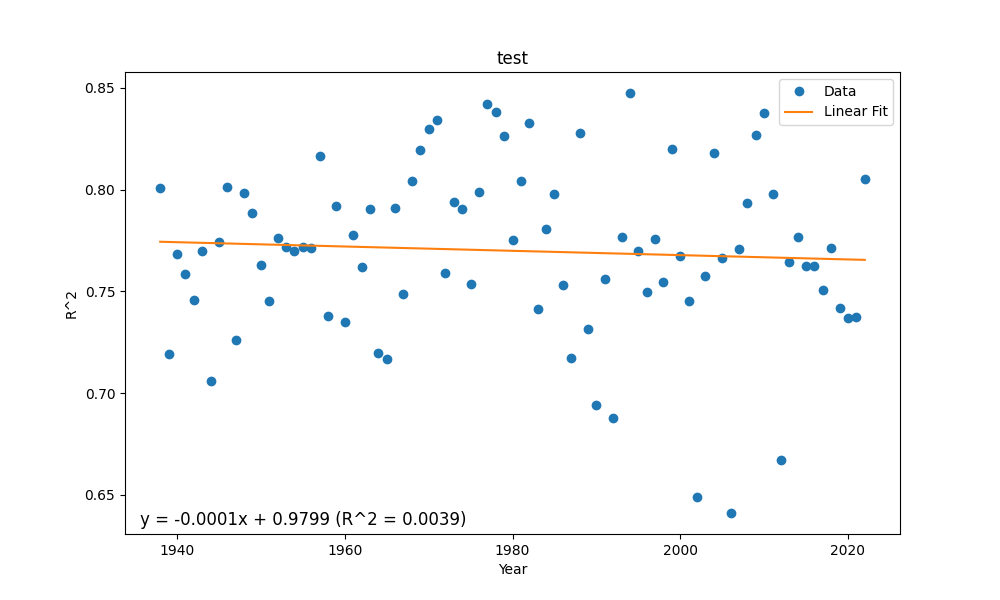 test
0.85
0.80
0.75
0.70
0.65
R^2
Data
Linear Fit
y = -0.0001x + 0.9799 (R^2 = 0.0039)
1940
1960
1980
2000
2020
Year